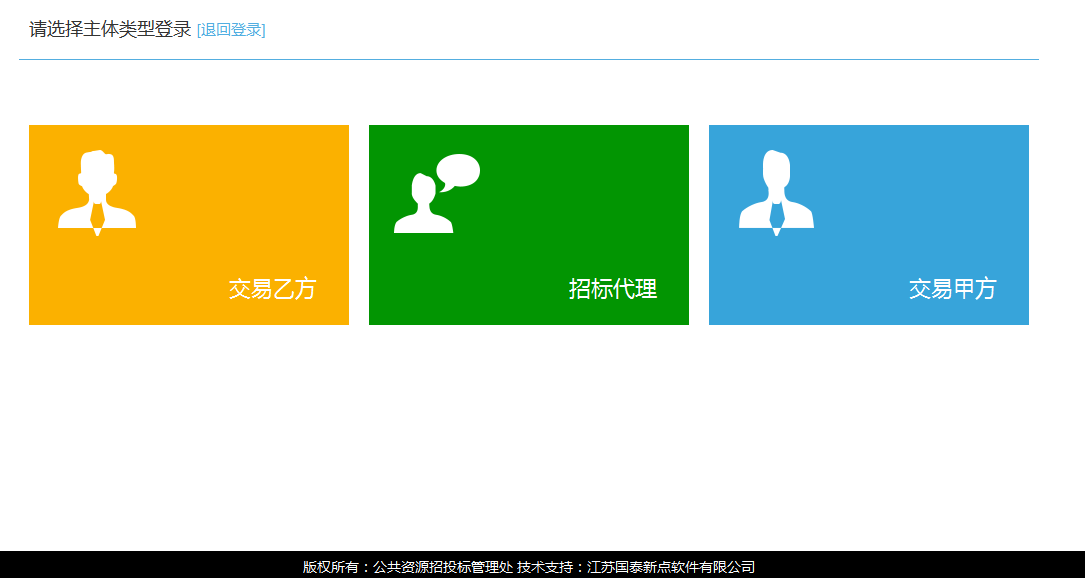 请选择主体类型登录 [退回登录]
交易乙方
招标代理
交易甲方
版权所有：公共资源招投标管理处 技术支持：江苏国泰新点软件有限公司